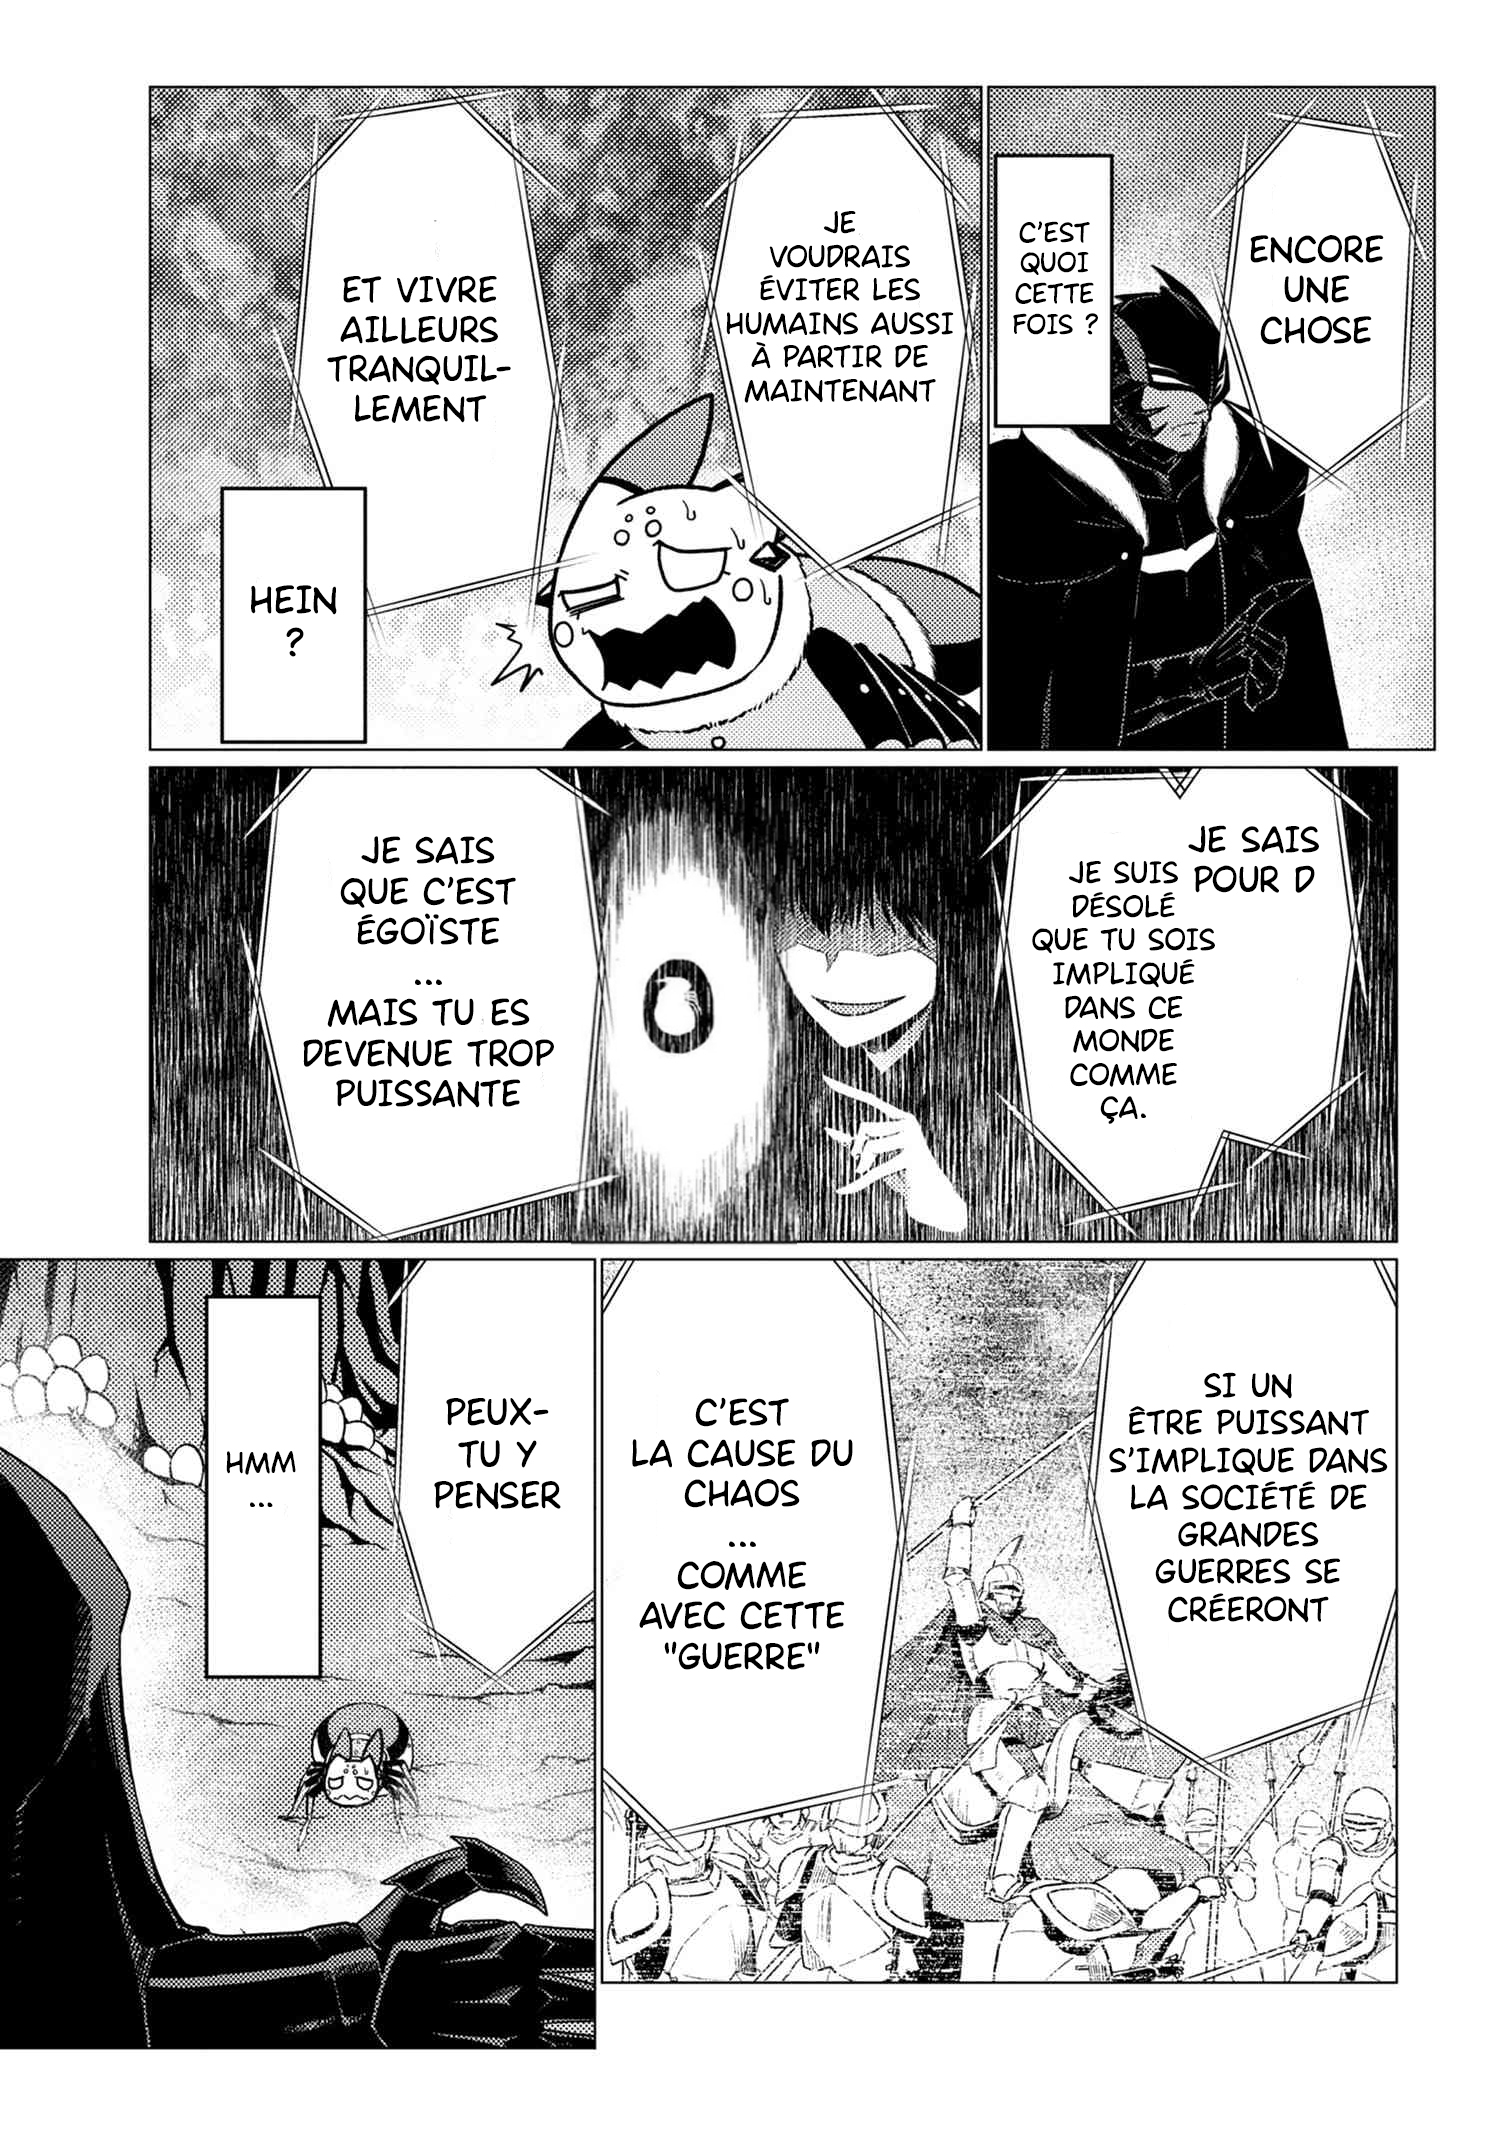 ENCORE
UNE
CHOSE
C'EST
QUOI
CETTE
FOIS ?
JE
VOUDRAIS
ÉVITER LES
HUMAINS AUSSI
À PARTIR DE
MAINTENANT
ET VIVRE
AILLEURS
TRANQUIL-
LEMENT
HEIN
?
JE SAIS
POUR D
JE SUIS
DÉSOLÉ
QUE TU SOIS
IMPLIQUÉ
DANS CE
MONDE
COMME
ÇA.
JE SAIS
QUE C'EST
ÉGOÏSTE
...
MAIS TU ES
DEVENUE TROP
PUISSANTE
SI UN
ÊTRE PUISSANT
S'IMPLIQUE DANS
LA SOCIÉTÉ DE
GRANDES
GUERRES SE
CRÉERONT
C'EST
LA CAUSE DU
CHAOS
...
COMME
AVEC CETTE
"GUERRE"
PEUX-
TU Y
PENSER
HMM
...